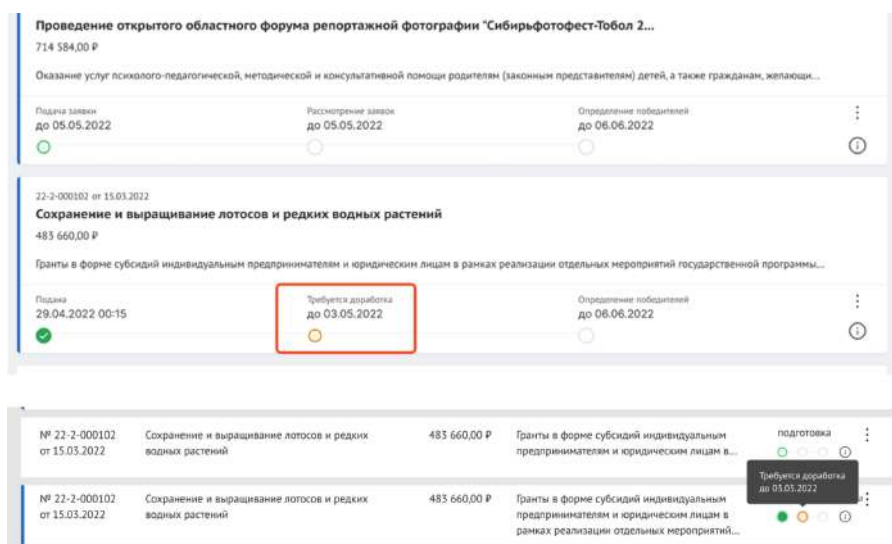 Проведение открытого областного форума репортажной фотографии "Сибирьфотофест-Тобол 2...
714 584,00 ₽
Оказание услуг психолого-педагогической, методической и консультативной помощи родителям (законным представителям) детей, а также гражданам, желающи...
Подача заявки Рассмотрение заявок Определение победителей
до 05.05.2022 до 05.05.2022 до 06.06.2022
22-2-000102 от 15.03.2022
Сохранение и выращивание лотосов и редких водных растений
483 660,00 ₽
Гранты в форме субсидий индивидуальным предпринимателям и юридическим лицам в рамках реализации отдельных мероприятий государственной программы...
Подана Требуется доработка Определение победителей
29.04.2022 00:15 до 03.05.2022 до 06.06.2022
№ 22-2-000102 Сохранение и выращивание лотосов и редких 483 660,00 ₽ Гранты в форме субсидий индивидуальным подготовка
от 15.03.2022 водных растений предпринимателям и юридическим лицам в...
Требуется доработка
до 03.05.2022
№ 22-2-000102 Сохранение и выращивание лотосов и редких 483 660,00 ₽ Гранты в форме субсидий индивидуальным
от 15.03.2022 водных растений предпринимателям и юридическим лицам в
рамках реализации отдельных мероприятий...